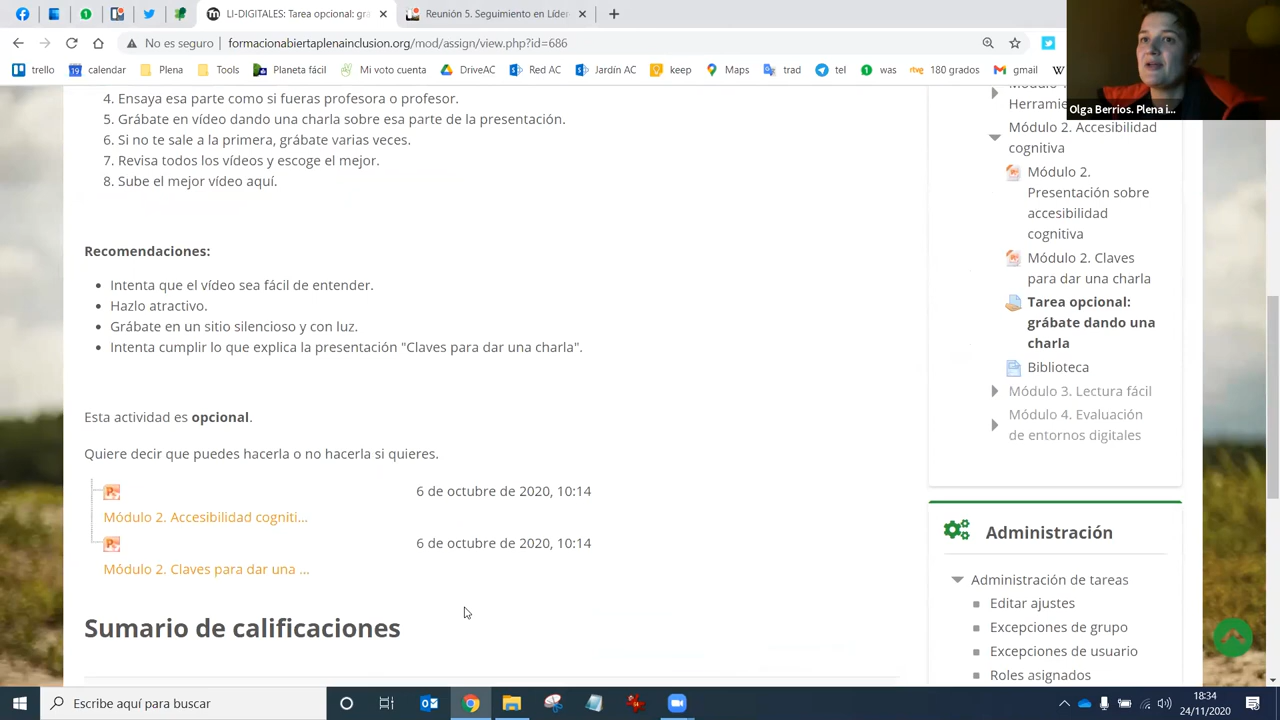 LI-DIGITALES: Tarea opcional: gr
Reunión 5. Seguimiento en Líder
No es seguro
formacionabiertaplenainclusion.org/mod/assign/view.php?id=686
trello
calendar
Plena
Tools
Planeta fácil
Mi voto cuenta
DriveAC
Red AC
Jardín AC
keep
Maps
trad
tel
was
180 grados
gmail
Olga Berrios. Plena i...
4. Ensaya esa parte como si fueras profesora o profesor.
5. Grábate en vídeo dando una charla sobre esa parte de la presentación.
6. Si no te sale a la primera, grábate varias veces.
7. Revisa todos los vídeos y escoge el mejor.
8. Sube el mejor vídeo aquí.
Recomendaciones:
Intenta que el vídeo sea fácil de entender.
Hazlo atractivo.
Grábate en un sitio silencioso y con luz.
Intenta cumplir lo que explica la presentación "Claves para dar una charla".
Esta actividad es opcional.
Quiere decir que puedes hacerla o no hacerla si quieres.
6 de octubre de 2020, 10:14
Módulo 2. Accesibilidad cogniti...
6 de octubre de 2020, 10:14
Módulo 2. Claves para dar una ...
Sumario de calificaciones
Módulo 2. Accesibilidad
cognitiva
Módulo 2.
Presentación sobre
accesibilidad
cognitiva
Módulo 2. Claves
para dar una charla
Tarea opcional:
grábate dando una
charla
Biblioteca
Módulo 3. Lectura fácil
Módulo 4. Evaluación
de entornos digitales
Administración
Administración de tareas
Editar ajustes
Excepciones de grupo
Excepciones de usuario
Roles asignados
Escribe aquí para buscar
18:34
24/11/2020